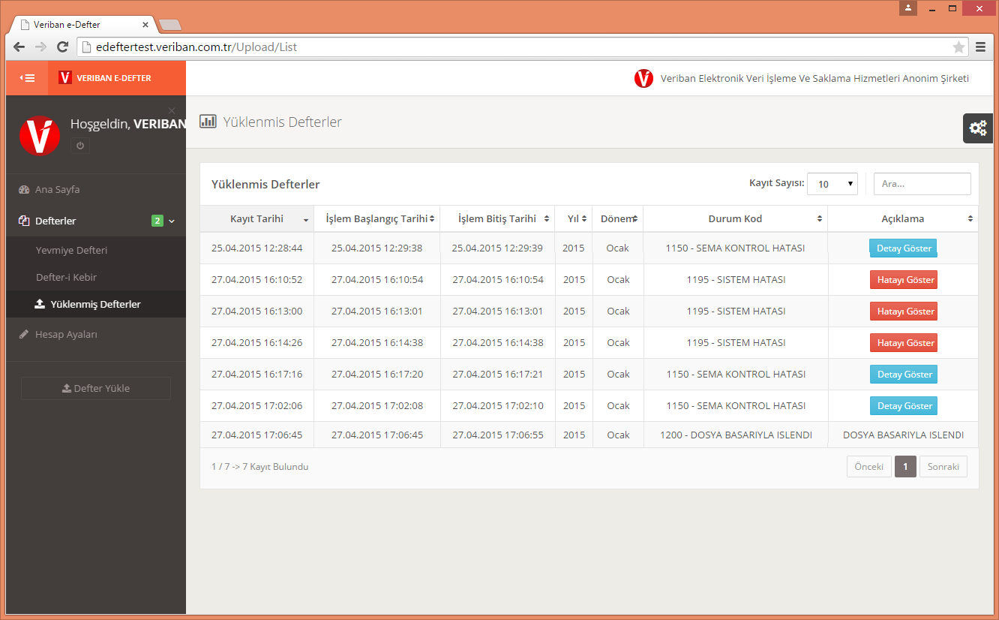 Veriban e-Defter
edeftertest.veriban.com.tr/Upload/List
VERIBAN E-DEFTER
Veriban Elektronik Veri İşleme Ve Saklama Hizmetleri Anonim Şirketi
Hoşgeldin, VERIBAN
Ana Sayfa
Defterler 2
Yevmiye Defteri
Defter-i Kebir
Yüklenmiş Defterler
Hesap Ayaları
Defter Yükle
Yüklenmis Defterler
Yüklenmis Defterler Kayıt Sayısı: 10 Ara...
Kayıt Tarihi İşlem Başlangıç Tarihi İşlem Bitiş Tarihi Yıl Dönem Durum Kod Açıklama
25.04.2015 12:28:44 25.04.2015 12:29:38 25.04.2015 12:29:39 2015 Ocak 1150 - SEMA KONTROL HATASI Detay Göster
27.04.2015 16:10:52 27.04.2015 16:10:54 27.04.2015 16:10:54 2015 Ocak 1195 - SISTEM HATASI Hatayı Göster
27.04.2015 16:13:00 27.04.2015 16:13:01 27.04.2015 16:13:01 2015 Ocak 1195 - SISTEM HATASI Hatayı Göster
27.04.2015 16:14:26 27.04.2015 16:14:38 27.04.2015 16:14:38 2015 Ocak 1195 - SISTEM HATASI Hatayı Göster
27.04.2015 16:17:16 27.04.2015 16:17:20 27.04.2015 16:17:21 2015 Ocak 1150 - SEMA KONTROL HATASI Detay Göster
27.04.2015 17:02:06 27.04.2015 17:02:08 27.04.2015 17:02:10 2015 Ocak 1150 - SEMA KONTROL HATASI Detay Göster
27.04.2015 17:06:45 27.04.2015 17:06:45 27.04.2015 17:06:55 2015 Ocak 1200 - DOSYA BASARIYLA ISLENDI DOSYA BASARIYLA ISLENDI
1 / 7 -> 7 Kayıt Bulundu Önceki 1 Sonraki